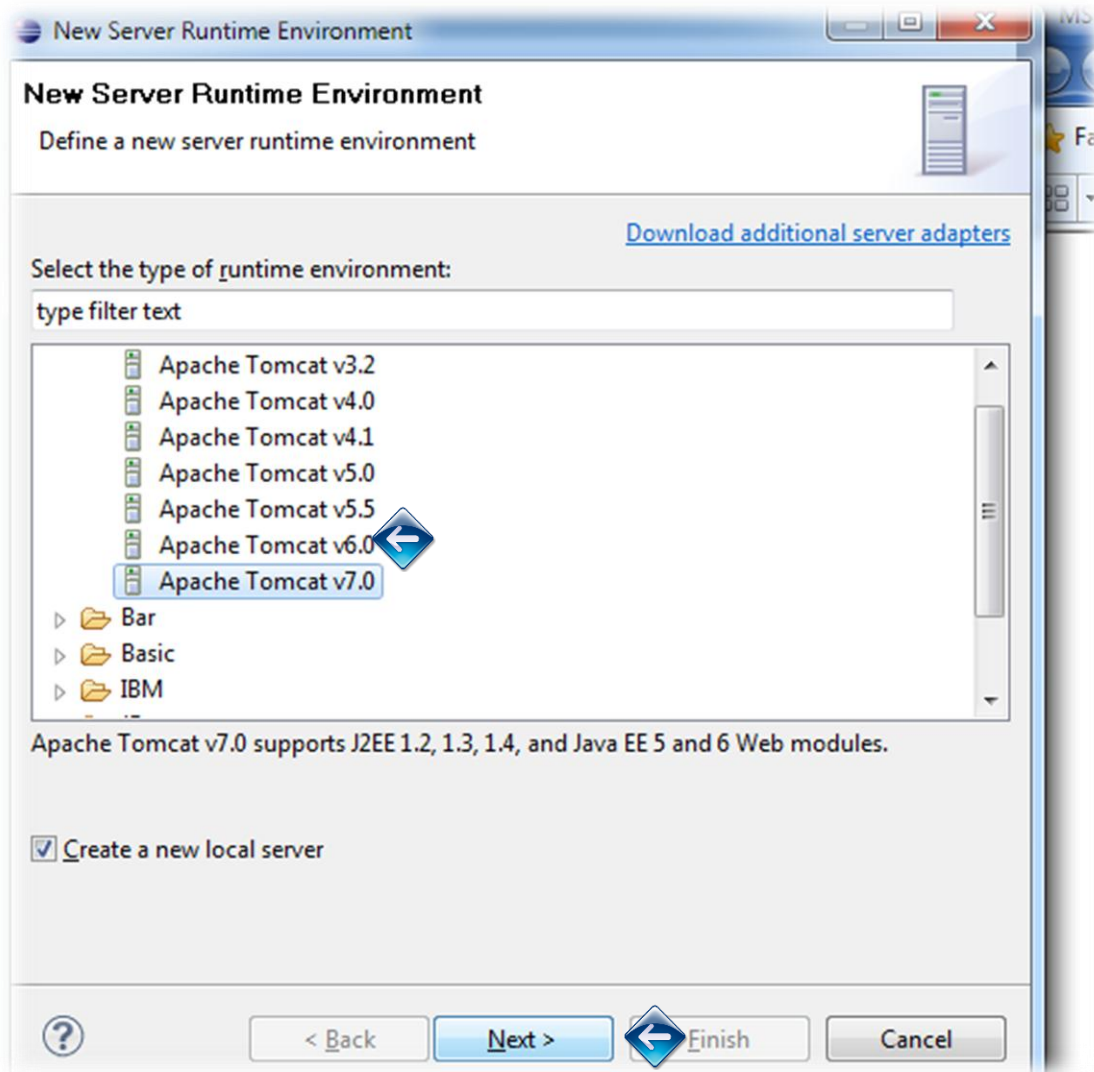 New Server Runtime Environment
MS
New Server Runtime Environment
Define a new server runtime environment
Fa
Download additional server adapters
Select the type of runtime environment:
type filter text
Apache Tomcat v3.2
Apache Tomcat v4.0
Apache Tomcat v4.1
Apache Tomcat v5.0
Apache Tomcat v5.5
Apache Tomcat v6.0
Apache Tomcat v7.0
Bar
Basic
IBM
Apache Tomcat v7.0 supports J2EE 1.2, 1.3, 1.4, and Java EE 5 and 6 Web modules.
Create a new local server
? < Back Next > Finish Cancel